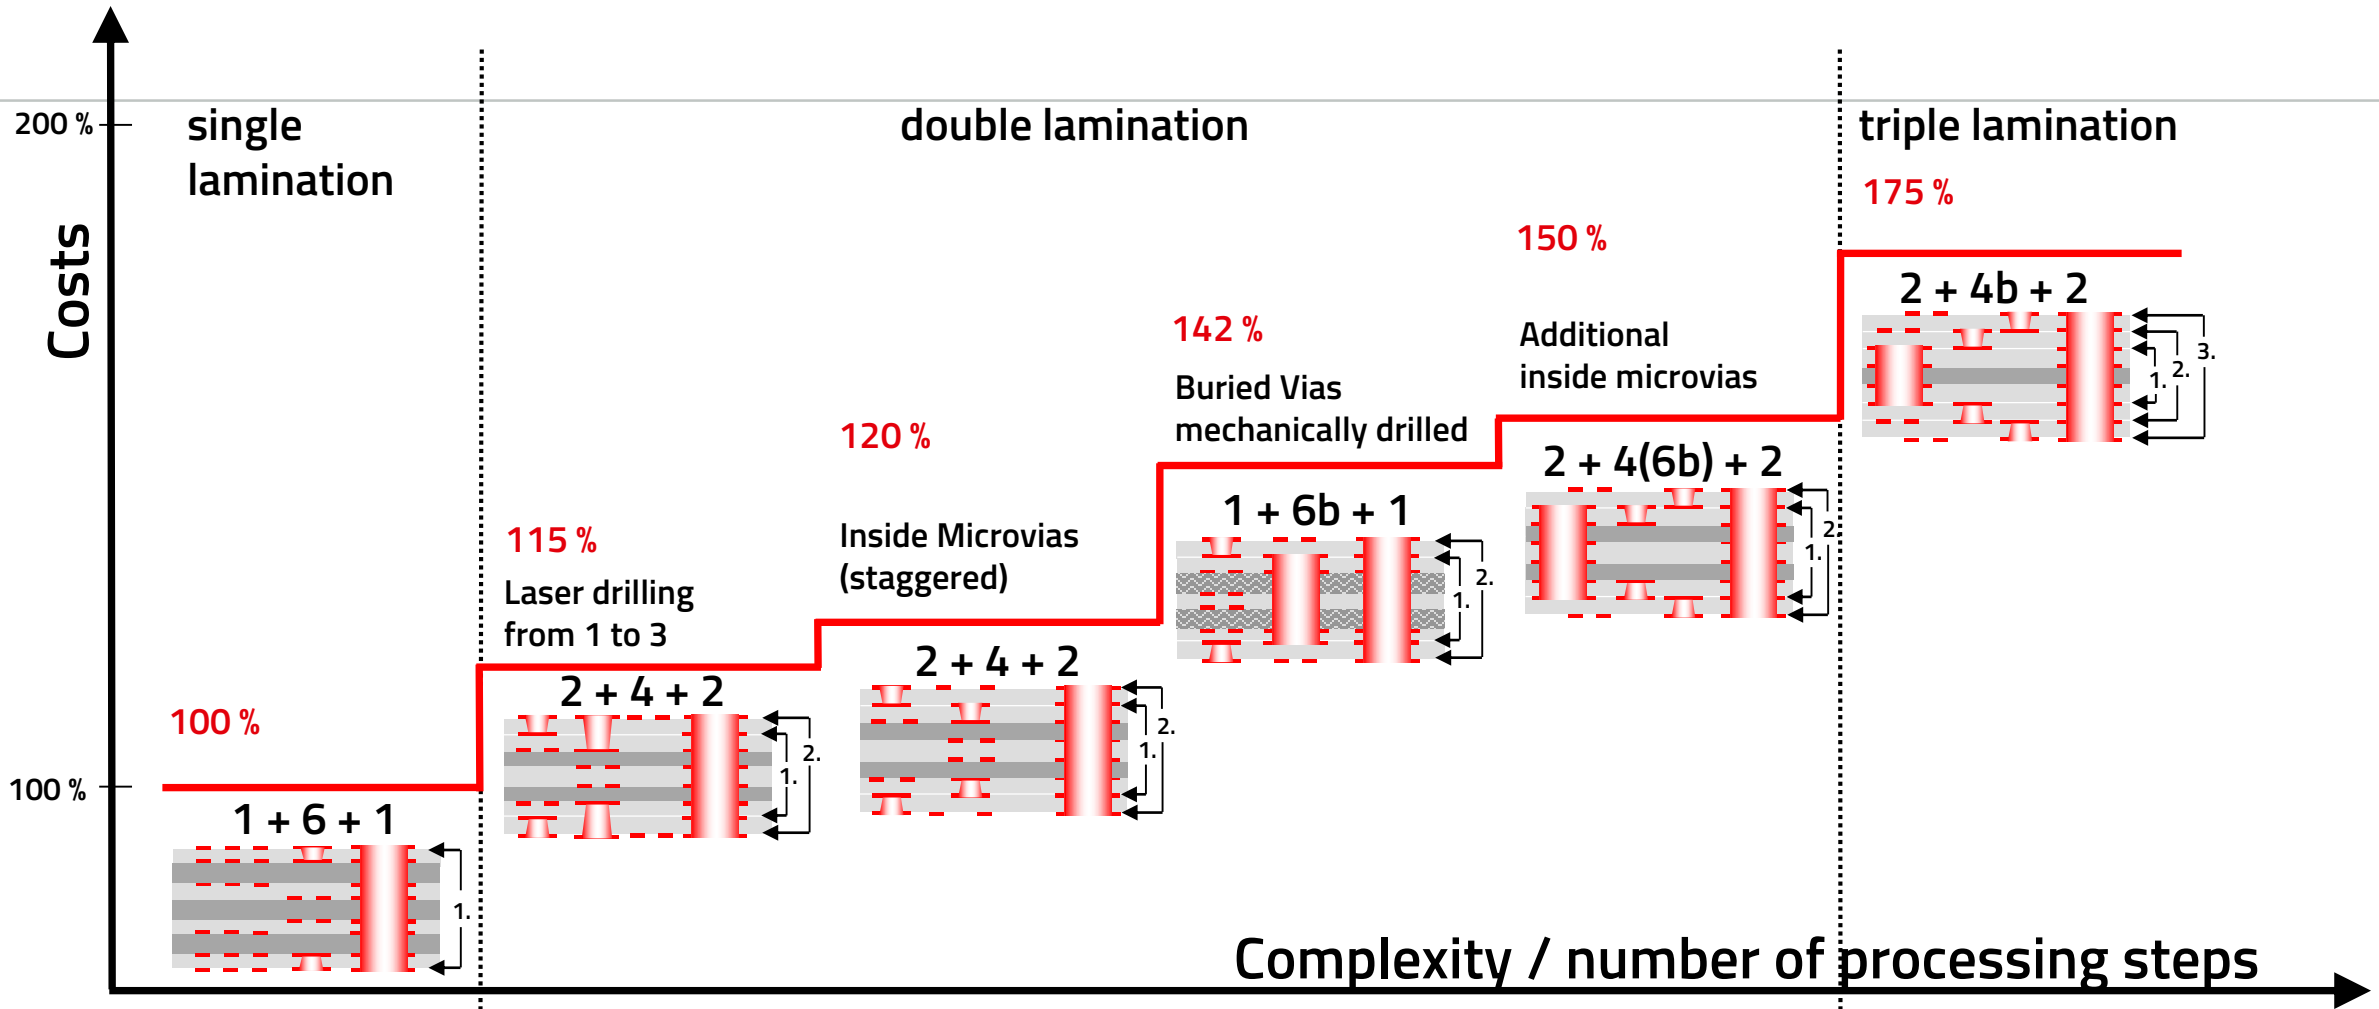 200 %
100 %
Costs
single
lamination
double lamination
triple lamination
100 %
1 + 6 + 1
1.
115 %
Laser drilling
from 1 to 3
2 + 4 + 2
1.
2.
120 %
Inside Microvias
(staggered)
2 + 4 + 2
1.
2.
142 %
Buried Vias
mechanically drilled
1 + 6b + 1
1.
2.
150 %
Additional
inside microvias
2 + 4(6b) + 2
1.
2.
175 %
2 + 4b + 2
1.
2.
3.
Complexity / number of processing steps